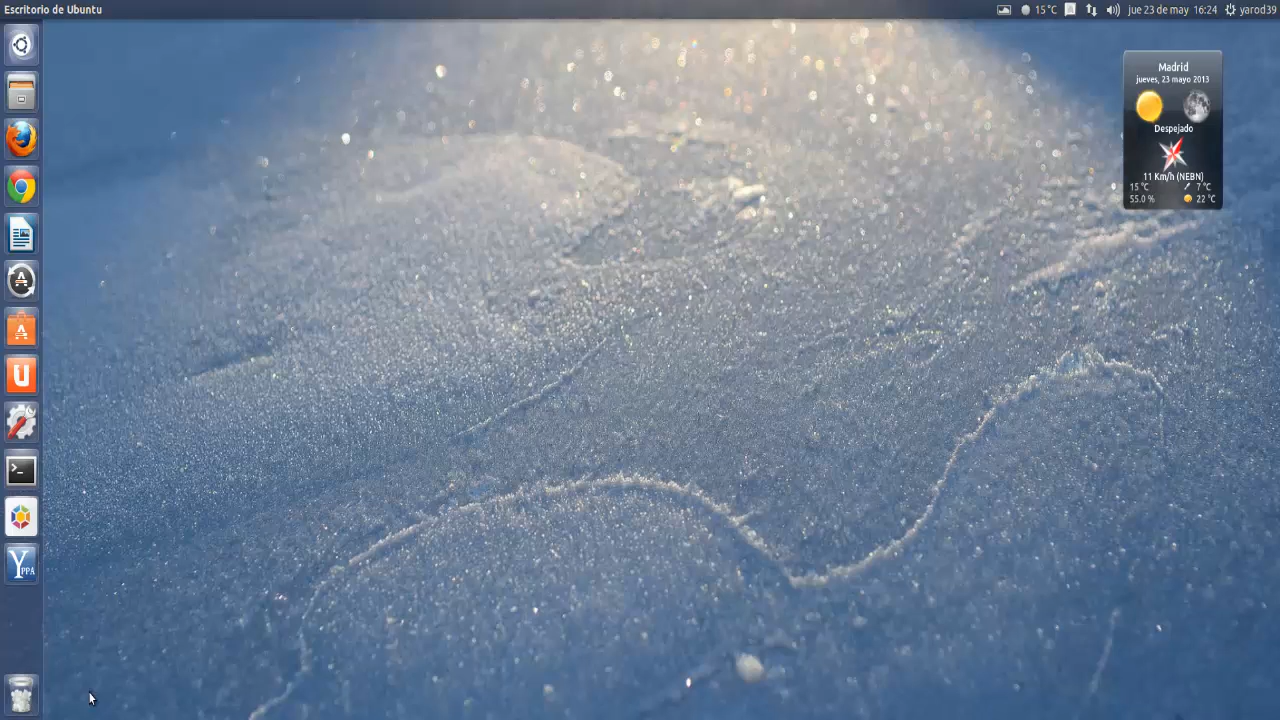 Escritorio de Ubuntu
15 °C
jue 23 de may 16:24
yarod39
Madrid
jueves, 23 mayo 2013
Despejado
11 Km/h (NEBN)
15 °C 7 °C
55.0 % 22 °C
A
A
U
>_
Y PPA